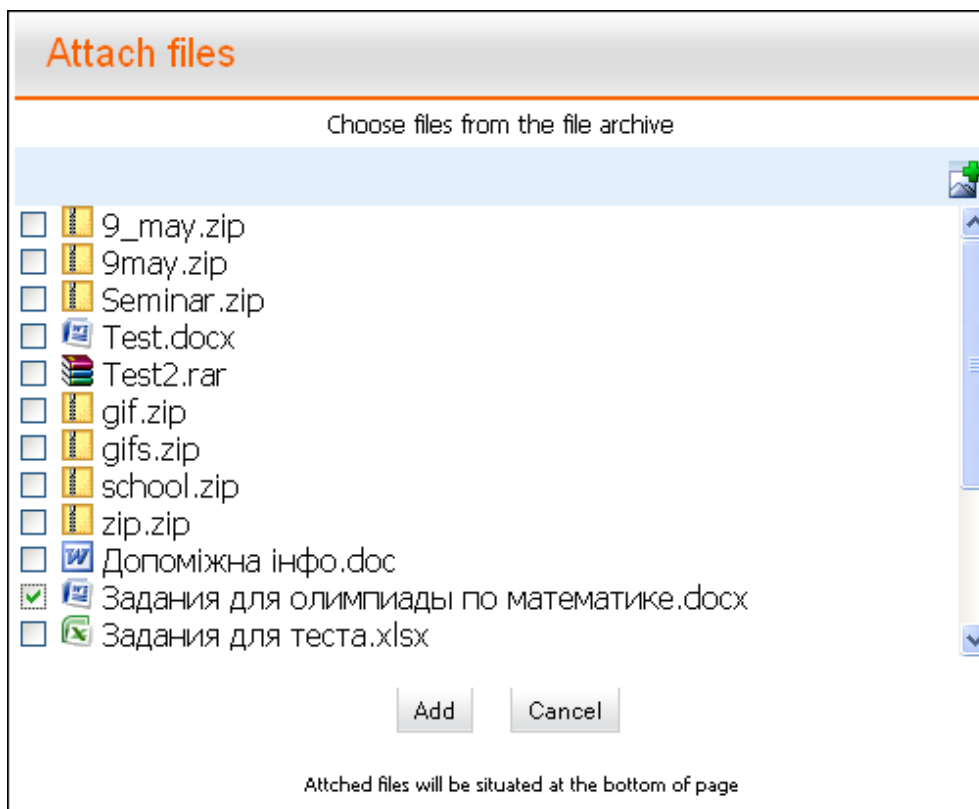 Attach files
Choose files from the file archive
9_may.zip
9may.zip
Seminar.zip
Test.docx
Test2.rar
gif.zip
gifs.zip
school.zip
zip.zip
Допоміжна інфо.doc
Задания для олимпиады по математике.docx
Задания для теста.xlsx
Add Cancel
Attched files will be situated at the bottom of page